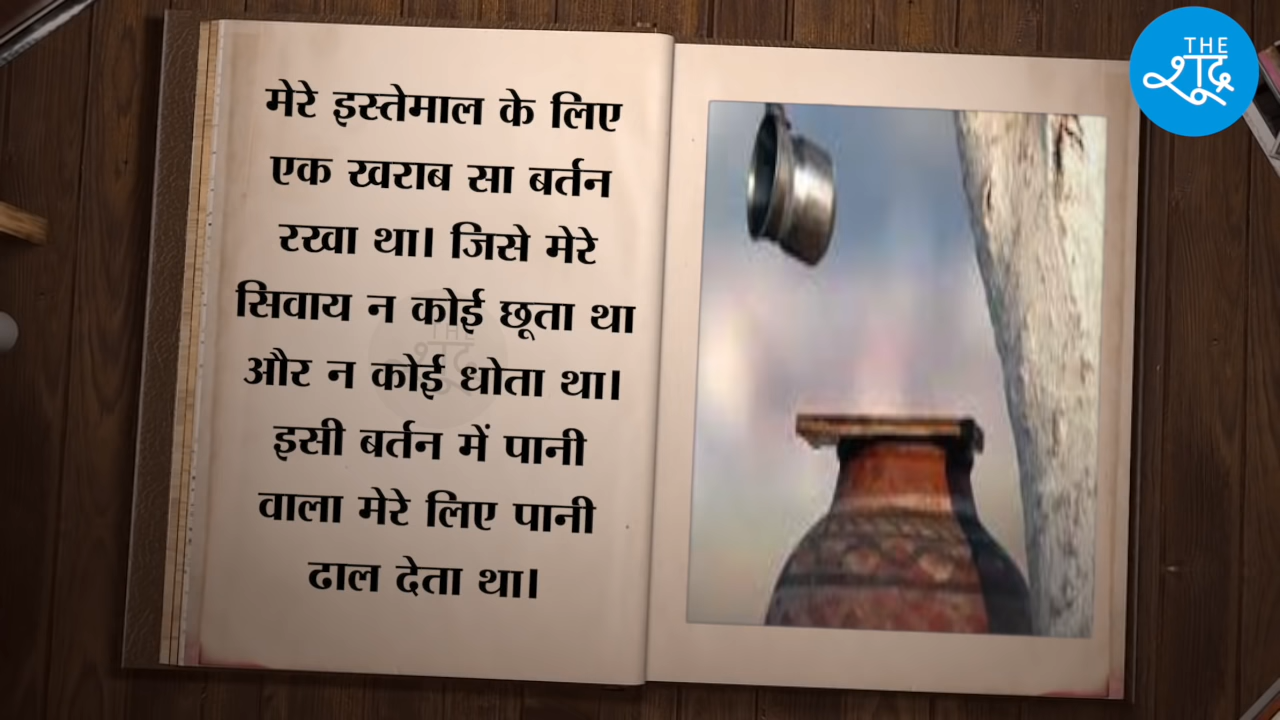 मेरे इस्तेमाल के लिए
एक खराब सा बर्तन
रखा था। जिसे मेरे
सिवाय न कोई छूता था
और न कोई धोता था।
इसी बर्तन में पानी
वाला मेरे लिए पानी
ढाल देता था।
THE
शूद्र